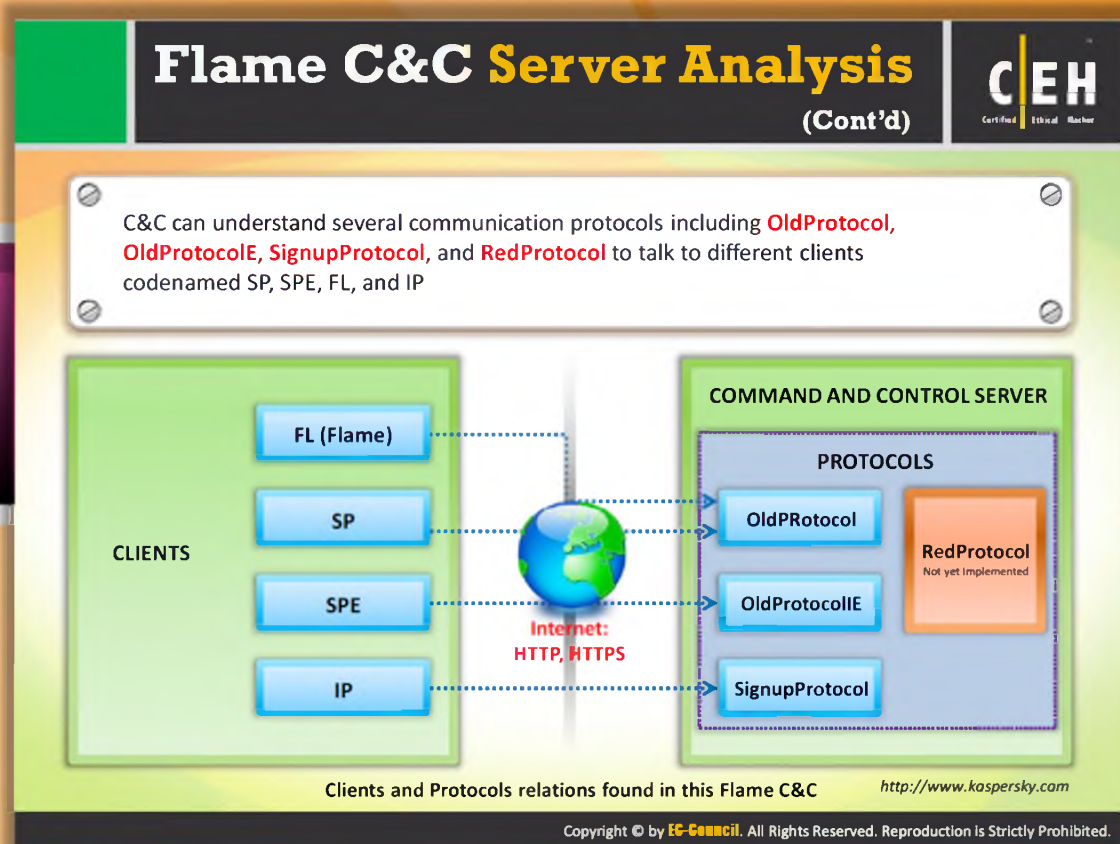 Flame C&C Server Analysis
(Cont'd)
C|EH
Certified Ethical Hacker
C&C can understand several communication protocols including OldProtocol,
OldProtocolE, SignupProtocol, and RedProtocol to talk to different clients
codenamed SP, SPE, FL, and IP
CLIENTS
FL (Flame)
SP
SPE
IP
Internet:
HTTP, HTTPS
COMMAND AND CONTROL SERVER
PROTOCOLS
OldPRotocol
OldProtocolIE
SignupProtocol
RedProtocol
Not yet Implemented
Clients and Protocols relations found in this Flame C&C
http://www.kaspersky.com
Copyright © by EC-Council. All Rights Reserved. Reproduction is Strictly Prohibited.